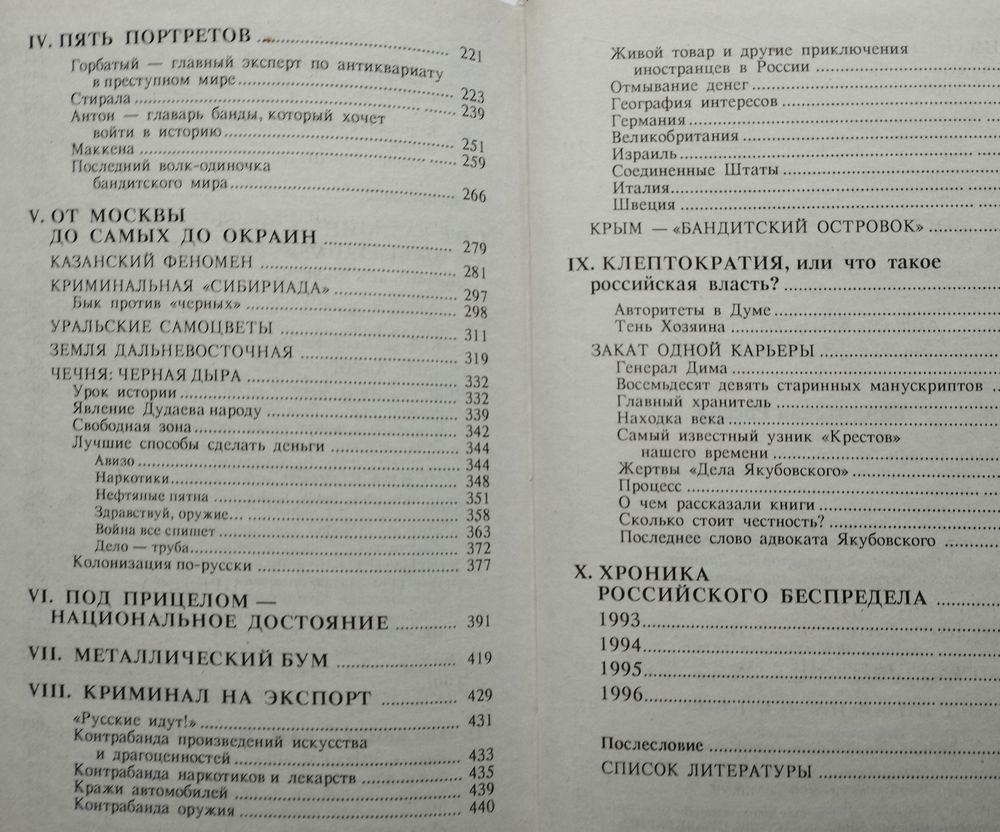 IV. ПЯТЬ ПОРТРЕТОВ ..... 221
Горбатый — главный эксперт по антиквариату
в преступном мире ..... 223
Стирала ..... 239
Антон — главарь банды, который хочет
войти в историю ..... 251
Маккена ..... 259
Последний волк-одиночка
бандитского мира ..... 266
V. ОТ МОСКВЫ
ДО САМЫХ ДО ОКРАИН ..... 279
КАЗАНСКИЙ ФЕНОМЕН ..... 281
КРИМИНАЛЬНАЯ «СИБИРИАДА» ..... 297
Бык против «черных» ..... 298
УРАЛЬСКИЕ САМОЦВЕТЫ ..... 311
ЗЕМЛЯ ДАЛЬНЕВОСТОЧНАЯ ..... 319
ЧЕЧНЯ: ЧЕРНАЯ ДЫРА ..... 332
Урок истории ..... 332
Явление Дудаева народу ..... 339
Свободная зона ..... 342
Лучшие способы сделать деньги ..... 344
Авизо ..... 344
Наркотики ..... 348
Нефтяные пятна ..... 351
Здравствуй, оружие... ..... 358
Война все спишет ..... 363
Дело — труба ..... 372
Колонизация по-русски ..... 377
VI. ПОД ПРИЦЕЛОМ —
НАЦИОНАЛЬНОЕ ДОСТОЯНИЕ ..... 391
VII. МЕТАЛЛИЧЕСКИЙ БУМ ..... 419
VIII. КРИМИНАЛ НА ЭКСПОРТ ..... 429
«Русские идут!» ..... 431
Контрабанда произведений искусства
и драгоценностей ..... 433
Контрабанда наркотиков и лекарств ..... 435
Кражи автомобилей ..... 439
Контрабанда оружия ..... 440
Живой товар и другие приключения
иностранцев в России .....
Отмывание денег .....
География интересов .....
Германия .....
Великобритания .....
Израиль .....
Соединенные Штаты .....
Италия .....
Швеция .....
КРЫМ — «БАНДИТСКИЙ ОСТРОВОК» .....
IX. КЛЕПТОКРАТИЯ, или что такое
российская власть? .....
Авторитеты в Думе .....
Тень Хозяина .....
ЗАКАТ ОДНОЙ КАРЬЕРЫ .....
Генерал Дима .....
Восемьдесят девять старинных манускриптов .....
Главный хранитель .....
Находка века .....
Самый известный узник «Крестов»
нашего времени .....
Жертвы «Дела Якубовского» .....
Процесс .....
О чем рассказали книги .....
Сколько стоит честность? .....
Последнее слово адвоката Якубовского .....
X. ХРОНИКА
РОССИЙСКОГО БЕСПРЕДЕЛА .....
1993 .....
1994 .....
1995 .....
1996 .....
Послесловие .....
СПИСОК ЛИТЕРАТУРЫ .....